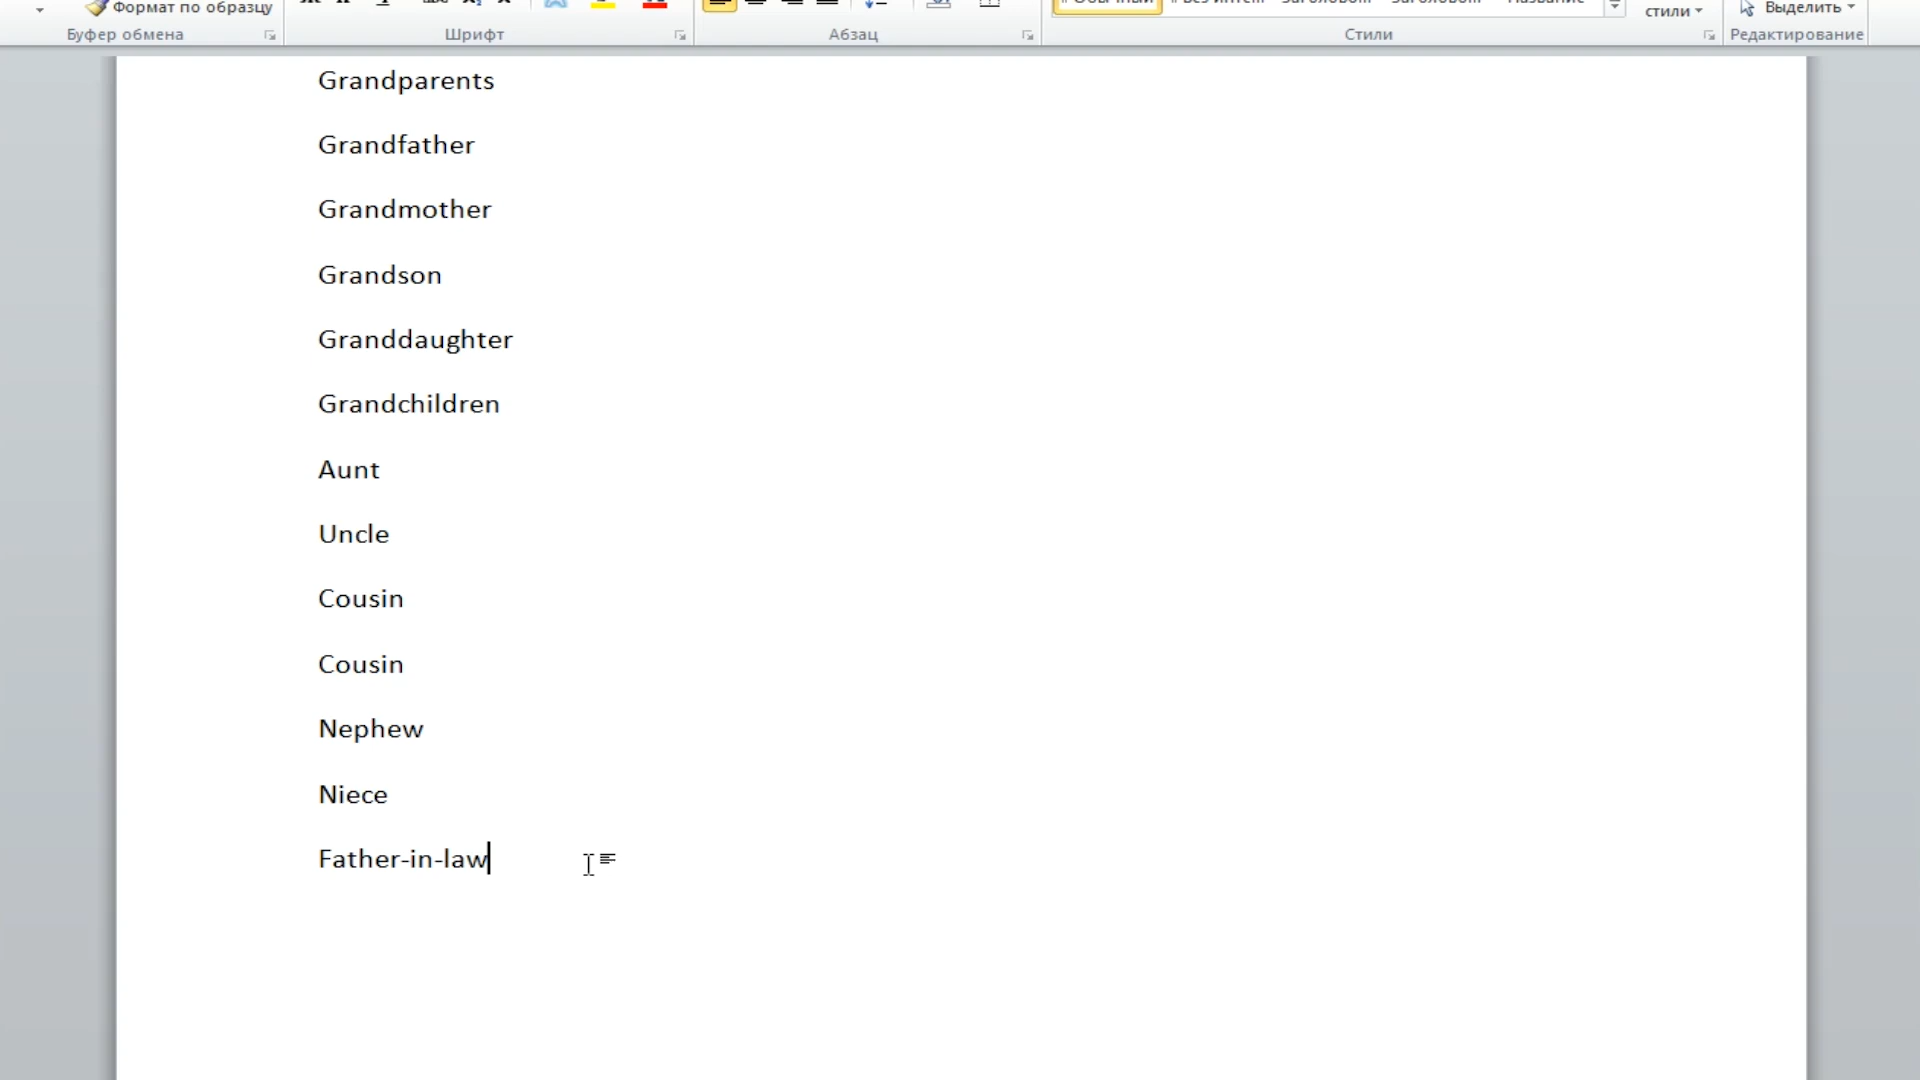 Формат по образцу
стили
Выделить
Буфер обмена
Шрифт
Абзац
Стили
Редактирование
Grandparents
Grandfather
Grandmother
Grandson
Granddaughter
Grandchildren
Aunt
Uncle
Cousin
Cousin
Nephew
Niece
Father-in-law